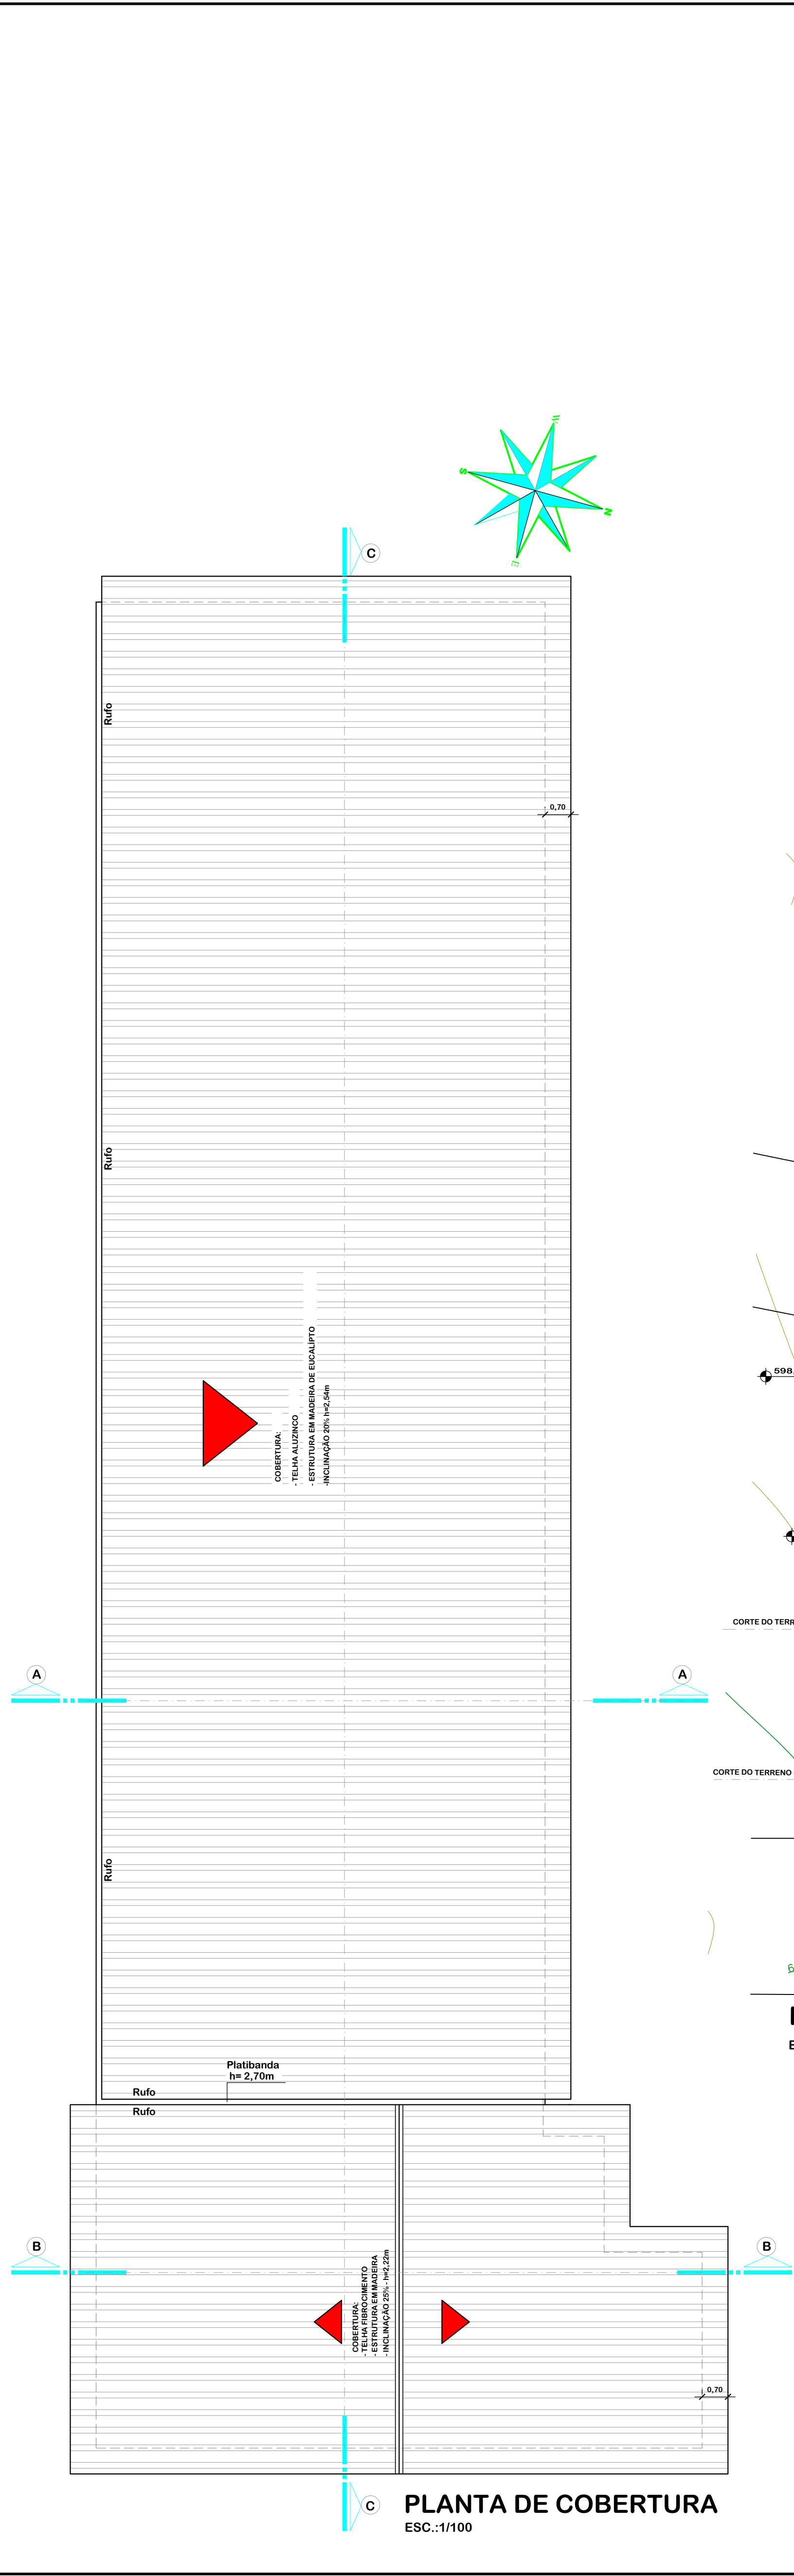 W
S
N
E
C
Rufo
0,70
Rufo
598,
COBERTURA:
- TELHA ALUZINCO
- ESTRUTURA EM MADEIRA DE EUCALÍPTO
-INCLINAÇÃO 20% h=2,54m
CORTE DO TERR
A
A
CORTE DO TERRENO
Rufo
Platibanda
h= 2,70m
Rufo
Rufo
B
B
COBERTURA:
- TELHA FIBROCIMENTO
- ESTRUTURA EM MADEIRA
- INCLINAÇÃO 25% - h=2,22m
0,70
C
PLANTA DE COBERTURA
ESC.:1/100